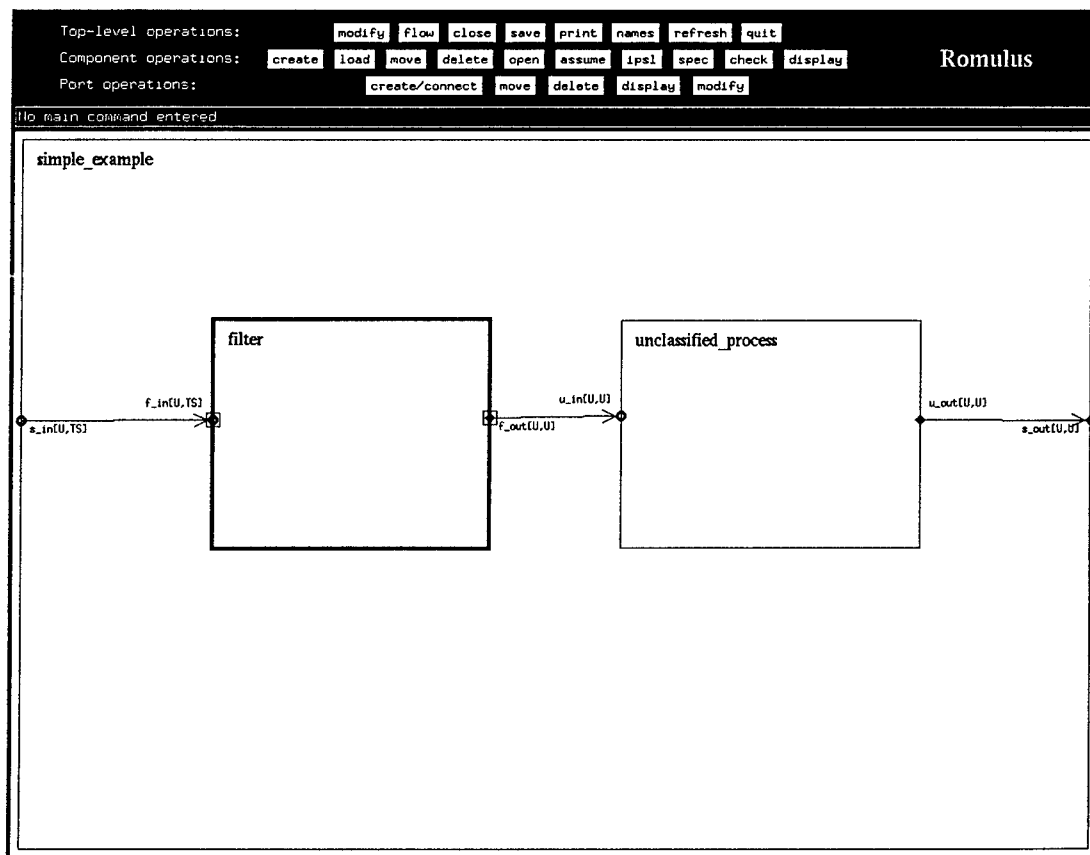 Top-level operations: modify flow close save print names refresh quit
Component operations: create load move delete open assume ipsl spec check display
Romulus
Port operations: create/connect move delete display modify
No main command entered
simple_example
filter
unclassified_process
f_in[U,TS]
u_in[U,U]
u_out[U,U]
s_in[U,TS]
f_out[U,U]
s_out[U,U]